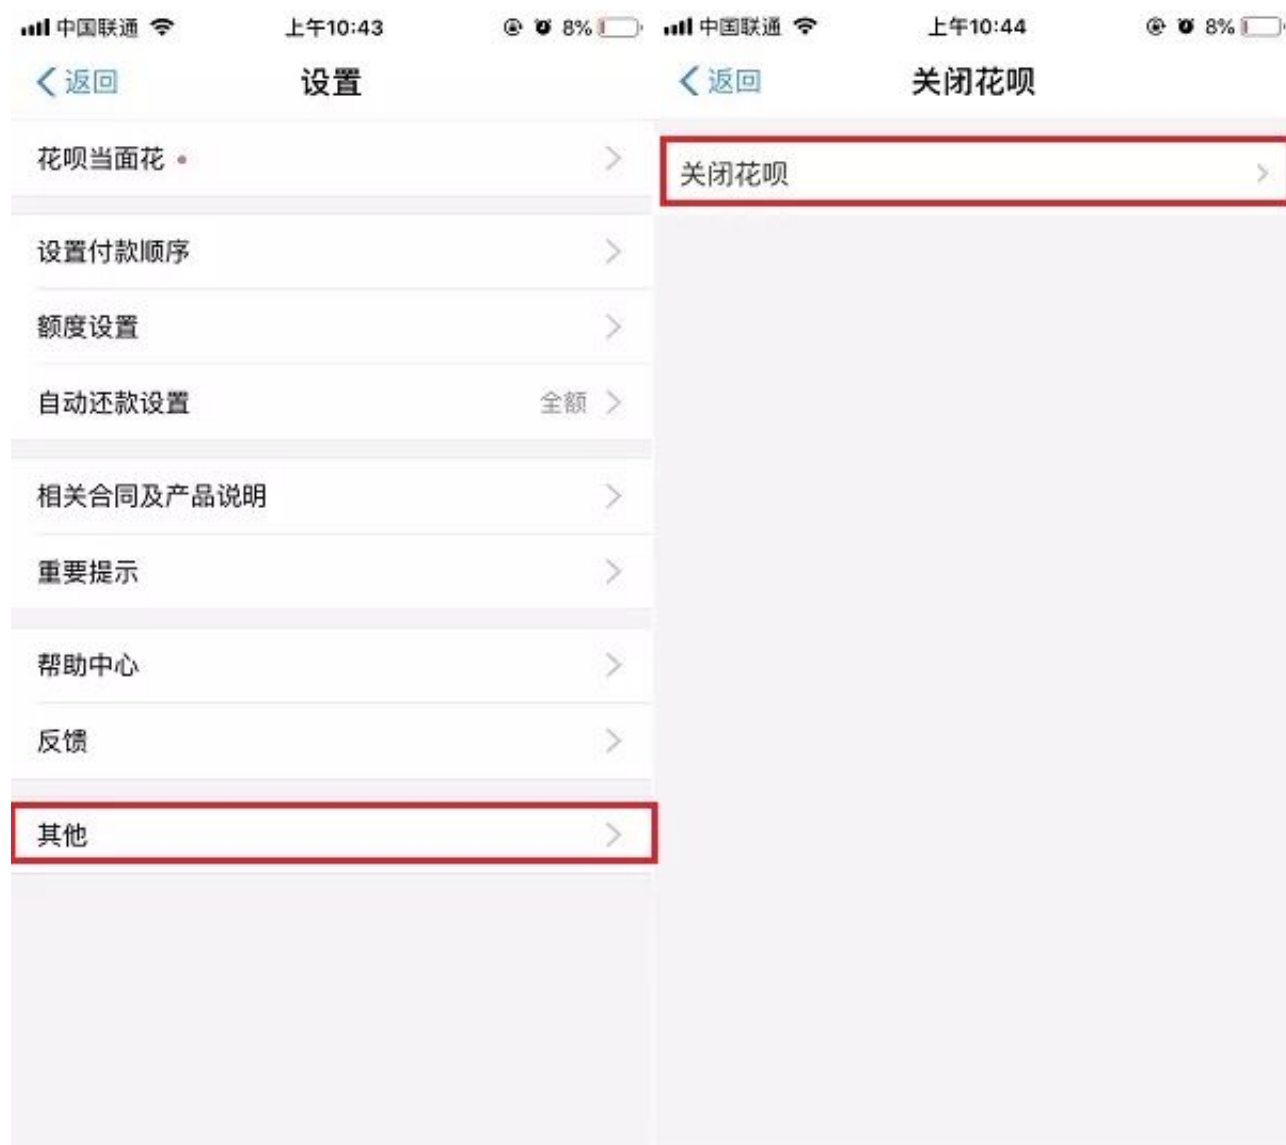 中国联通 上午10:43 8%
返回 设置
花呗当面花
设置付款顺序
额度设置
自动还款设置 全额
相关合同及产品说明
重要提示
帮助中心
反馈
其他
中国联通 上午10:44 8%
返回 关闭花呗
关闭花呗